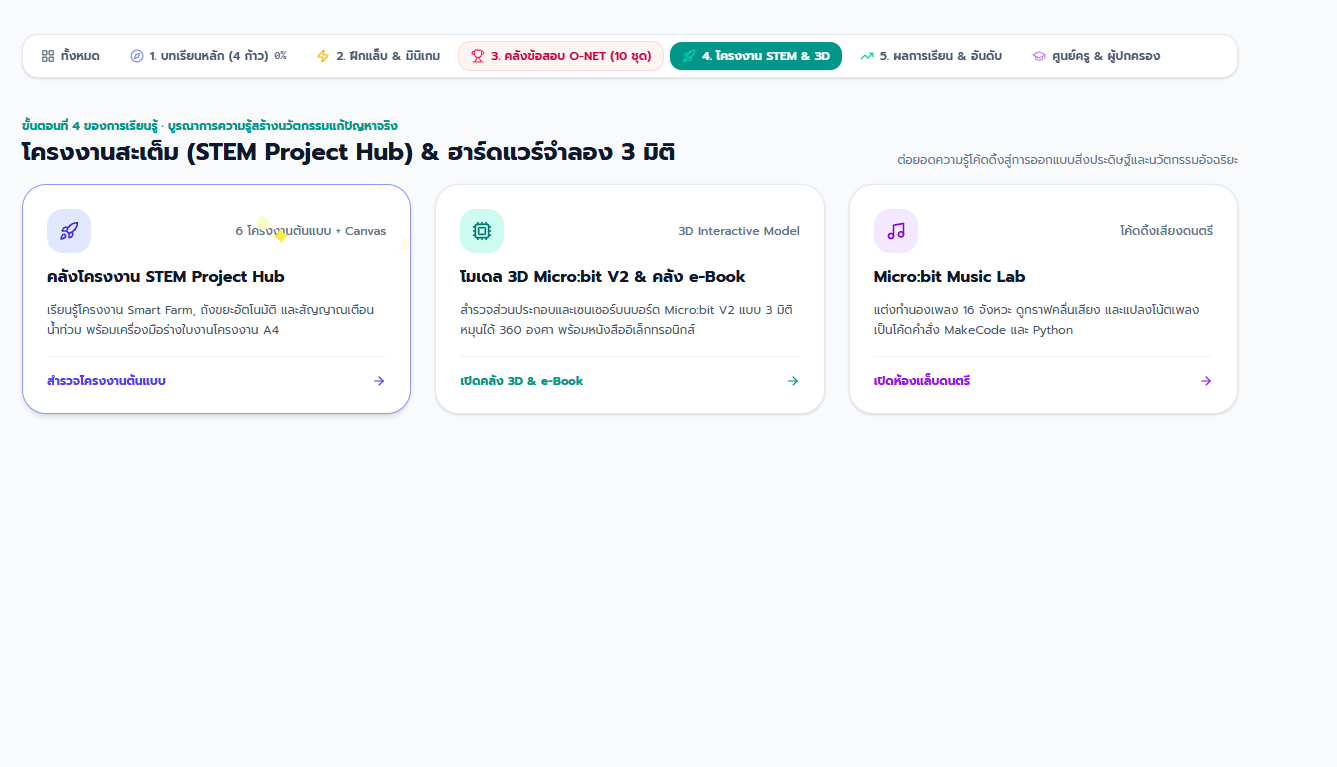 ทั้งหมด
1. บทเรียนหลัก (4 ก้าว) 0%
2. ฝึกแล็บ & มินิเกม
3. คลังข้อสอบ O-NET (10 ชุด)
4. โครงงาน STEM & 3D
5. ผลการเรียน & อันดับ
ศูนย์ครู & ผู้ปกครอง
ขั้นตอนที่ 4 ของการเรียนรู้ · บูรณาการความรู้สร้างนวัตกรรมแก้ปัญหาจริง
โครงงานสะเต็ม (STEM Project Hub) & ฮาร์ดแวร์จำลอง 3 มิติ
ต่อยอดความรู้โค้ดดิ้งสู่การออกแบบสิ่งประดิษฐ์และนวัตกรรมอัจฉริยะ
6 โครงงานต้นแบบ + Canvas
คลังโครงงาน STEM Project Hub
เรียนรู้โครงงาน Smart Farm, ถังขยะอัตโนมัติ และสัญญาณเตือน
น้ำท่วม พร้อมเครื่องมือร่างใบงานโครงงาน A4
สำรวจโครงงานต้นแบบ
3D Interactive Model
โมเดล 3D Micro:bit V2 & คลัง e-Book
สำรวจส่วนประกอบและเซนเซอร์บนบอร์ด Micro:bit V2 แบบ 3 มิติ
หมุนได้ 360 องศา พร้อมหนังสืออิเล็กทรอนิกส์
เปิดคลัง 3D & e-Book
โค้ดดิ้งเสียงดนตรี
Micro:bit Music Lab
แต่งทำนองเพลง 16 จังหวะ ดูกราฟคลื่นเสียง และแปลงโน้ตเพลง
เป็นโค้ดคำสั่ง MakeCode และ Python
เปิดห้องแล็บดนตรี